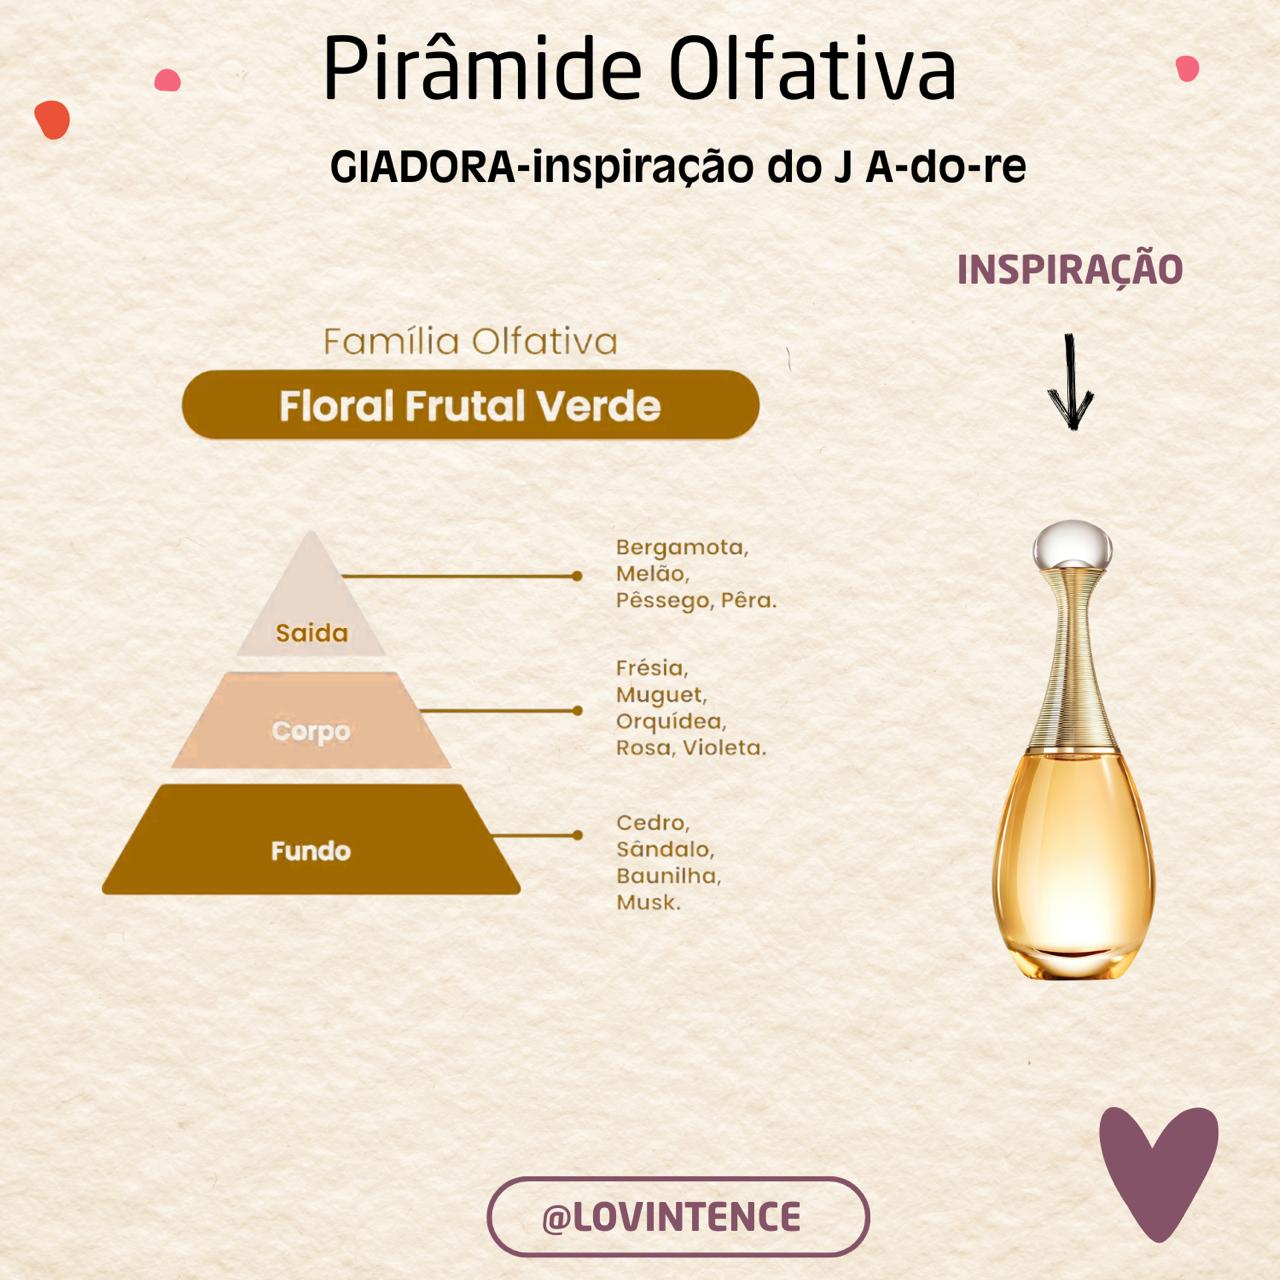 Pirâmide Olfativa
GIADORA-inspiração do J A-do-re
INSPIRAÇÃO
Família Olfativa
Floral Frutal Verde
Saida
Bergamota,
Melão,
Pêssego, Pêra.
Corpo
Frésia,
Muguet,
Orquídea,
Rosa, Violeta.
Fundo
Cedro,
Sândalo,
Baunilha,
Musk.
@LOVINTENCE